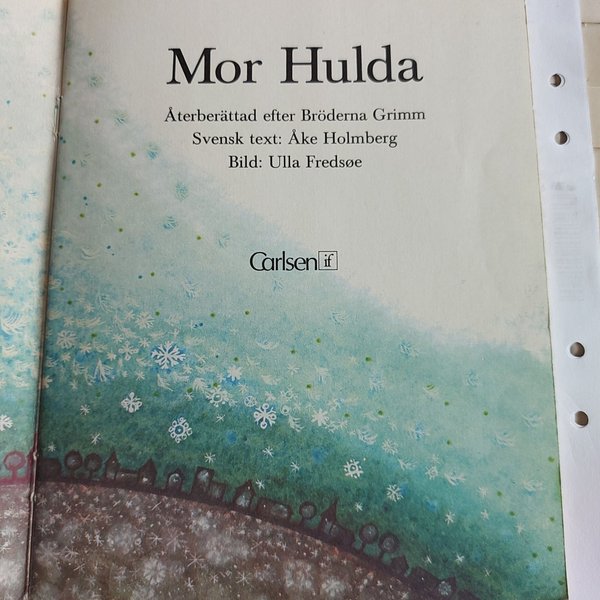 Mor Hulda
Återberättad efter Bröderna Grimm
Svensk text: Åke Holmberg
Bild: Ulla Fredsøe
Carlsen if